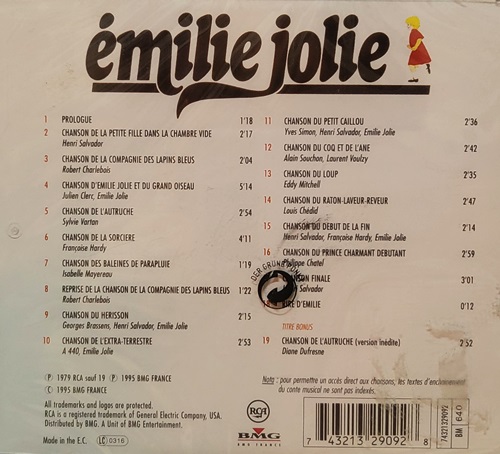 émilie jolie
1 PROLOGUE 1'18
2 CHANSON DE LA PETITE FILLE DANS LA CHAMBRE VIDE 2'17
Henri Salvador
3 CHANSON DE LA COMPAGNIE DES LAPINS BLEUS 2'04
Robert Charlebois
4 CHANSON D'EMILIE JOLIE ET DU GRAND OISEAU 5'14
Julien Clerc, Emilie Jolie
5 CHANSON DE L'AUTRUCHE 2'54
Sylvie Vartan
6 CHANSON DE LA SORCIERE 4'11
Françoise Hardy
7 CHANSON DES BALEINES DE PARAPLUIE 1'19
Isabelle Mayereau
8 REPRISE DE LA CHANSON DE LA COMPAGNIE DES LAPINS BLEUS 1'22
Robert Charlebois
9 CHANSON DU HERISSON 2'15
Georges Brassens, Henri Salvador, Emilie Jolie
10 CHANSON DE L'EXTRA-TERRESTRE 2'53
A 440, Emilie Jolie
11 CHANSON DU PETIT CAILLOU 2'36
Yves Simon, Henri Salvador, Emilie Jolie
12 CHANSON DU COQ ET DE L'ANE 2'42
Alain Souchon, Laurent Voulzy
13 CHANSON DU LOUP 2'35
Eddy Mitchell
14 CHANSON DU RATON-LAVEUR-REVEUR 2'47
Louis Chédid
15 CHANSON DU DEBUT DE LA FIN 2'14
Henri Salvador, Françoise Hardy, Emilie Jolie
16 CHANSON DU PRINCE CHARMANT DEBUTANT 2'59
Philippe Chatel
CHANSON FINALE 3'01
Salvador
18 RIRE D'EMILIE 0'12
TITRE BONUS
19 CHANSON DE L'AUTRUCHE (version inédite) 2'52
Diane Dufresne
DER GRÜNE PUNKT
Ⓟ 1979 RCA sauf 19 Ⓟ 1995 BMG FRANCE
© 1995 BMG FRANCE
All trademarks and logos are protected.
RCA is a registered trademark of General Electric Company, USA.
Distributed by BMG. A Unit of BMG Entertainment.
Made in the E.C. LC 0316
Nota : pour permettre un accès direct aux chansons, les textes d'enchainement
du conte musical ne sont pas indexés.
RCA
BMG
BMG FRANCE
7 43213 29092 8
74321329092
BM 640